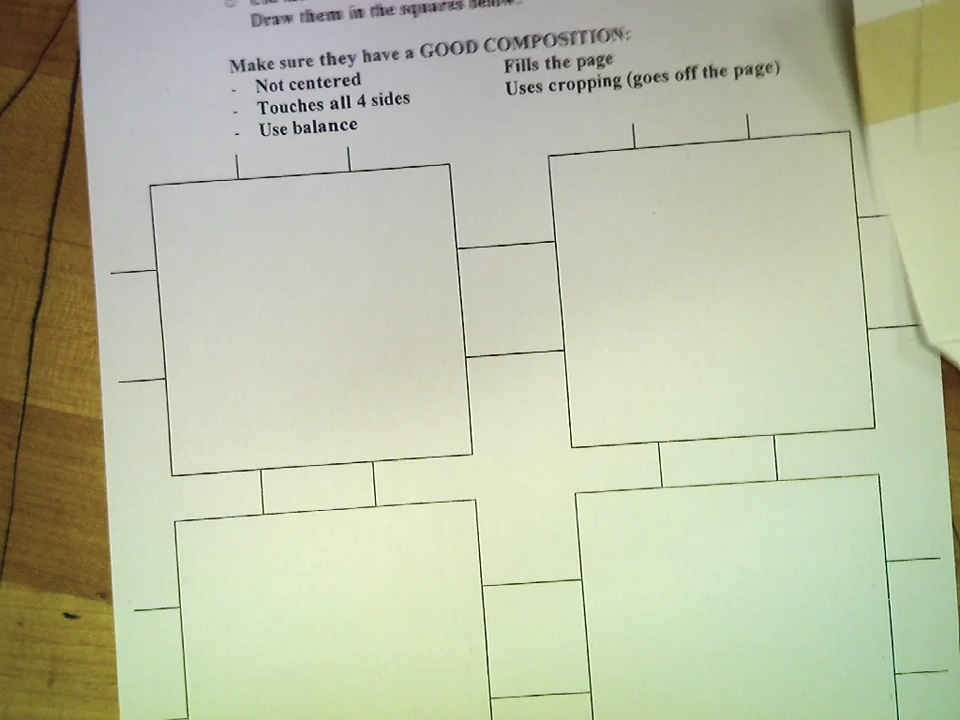 Draw them in the squares below.
Make sure they have a GOOD COMPOSITION:
- Not centered
- Touches all 4 sides
- Use balance
Fills the page
Uses cropping (goes off the page)